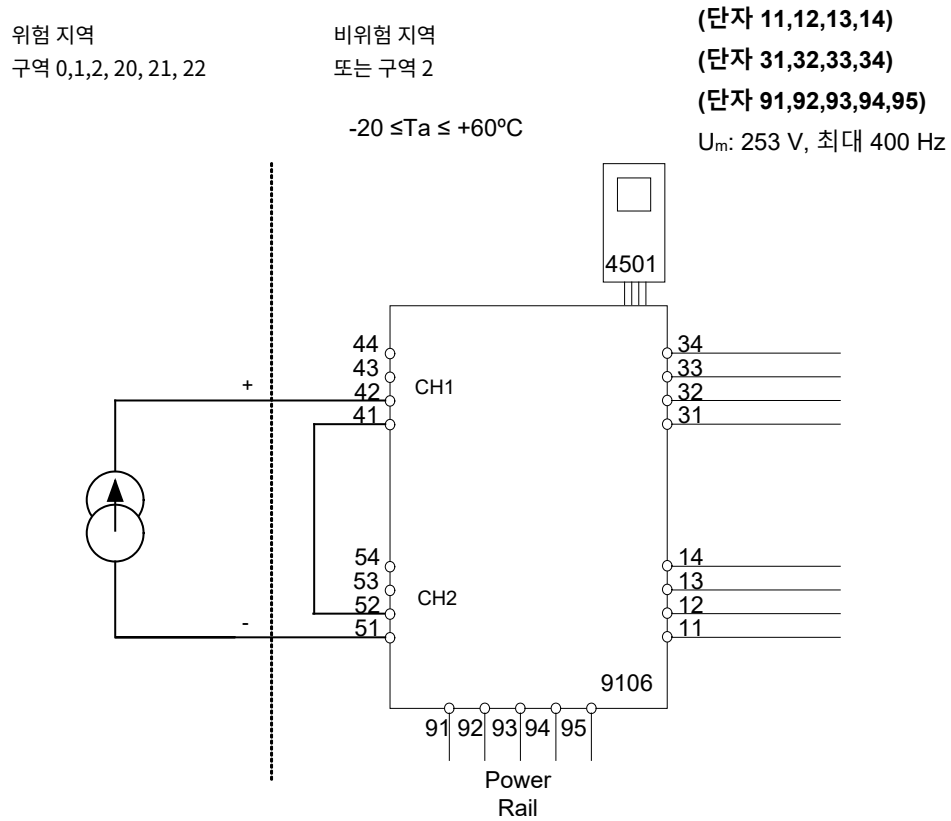 위험 지역
구역 0,1,2, 20, 21, 22
비위험 지역
또는 구역 2
-20 ≤Ta ≤ +60ºC
(단자 11,12,13,14)
(단자 31,32,33,34)
(단자 91,92,93,94,95)
Um: 253 V, 최대 400 Hz
4501
44
43
+
42
CH1
41
34
33
32
31
54
53
CH2
52
-
51
14
13
12
11
9106
91 92 93 94 95
Power
Rail